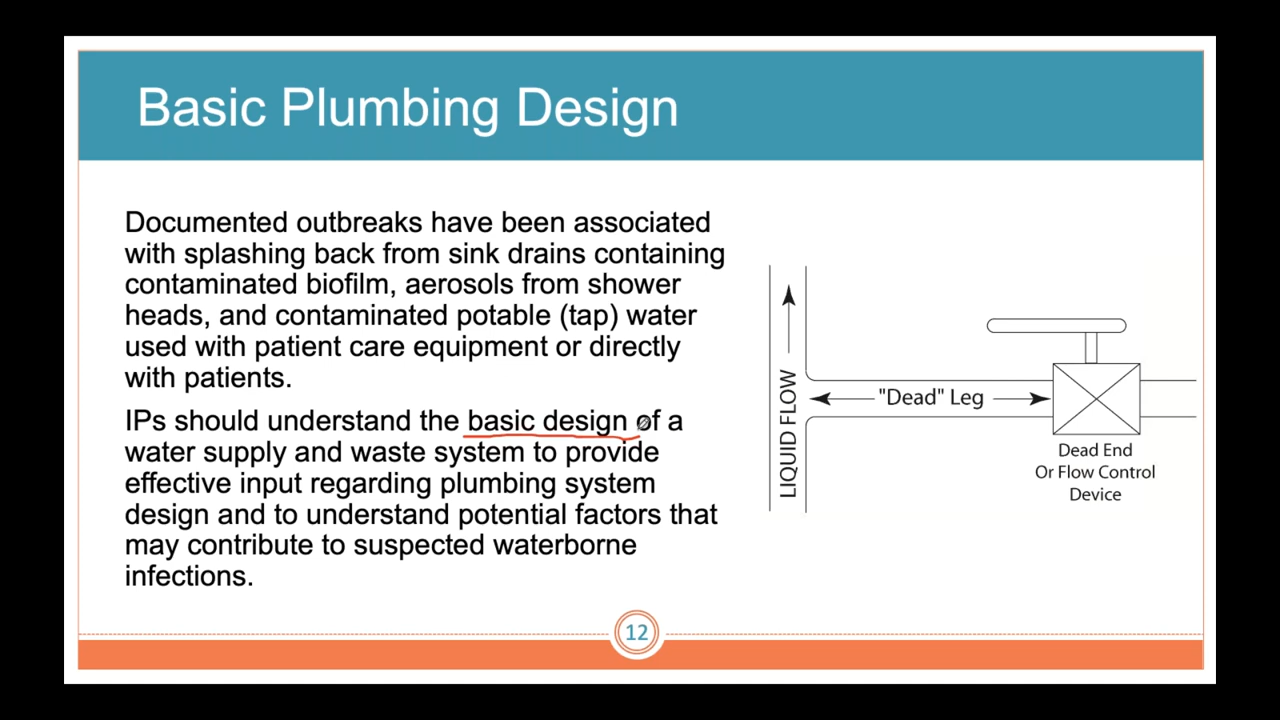 Basic Plumbing Design
Documented outbreaks have been associated
with splashing back from sink drains containing
contaminated biofilm, aerosols from shower
heads, and contaminated potable (tap) water
used with patient care equipment or directly
with patients.
IPs should understand the basic design of a
water supply and waste system to provide
effective input regarding plumbing system
design and to understand potential factors that
may contribute to suspected waterborne
infections.
LIQUID FLOW
"Dead" Leg
Dead End
Or Flow Control
Device
12